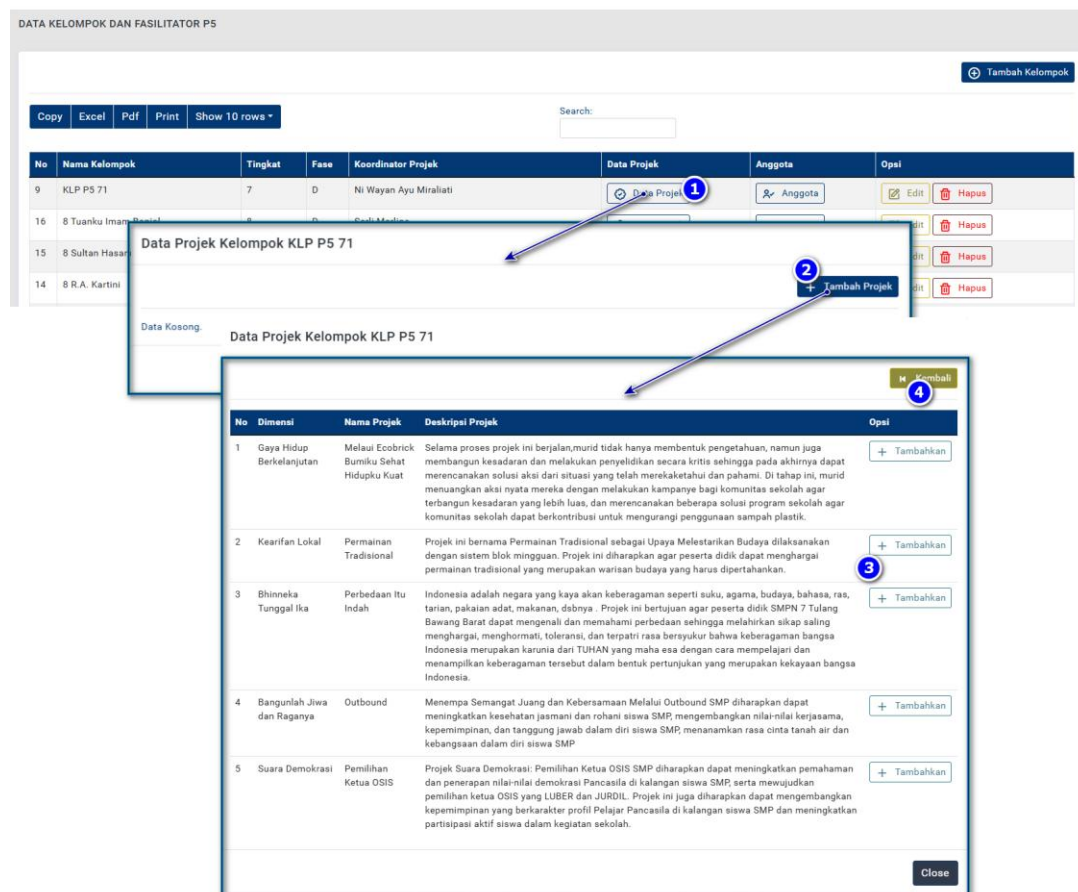 DATA KELOMPOK DAN FASILITATOR P5
Tambah Kelompok
Copy Excel Pdf Print Show 10 rows
Search:
No Nama Kelompok Tingkat Fase Koordinator Projek Data Projek Anggota Opsi
9 KLP P5 71 7 D Ni Wayan Ayu Miraliati Data Projek 1 Anggota Edit Hapus
16 8 Tuanku Imam Hapus
15 8 Sultan Hapus
14 8 R.A. Kartini Hapus
Data Projek Kelompok KLP P5 71
2
+ Tambah Projek
Data Kosong.
Data Projek Kelompok KLP P5 71
Kembali
4
No Dimensi Nama Projek Deskripsi Projek Opsi
1 Gaya Hidup Melaui Ecobrick Selama proses projek ini berjalan,murid tidak hanya membentuk pengetahuan, namun juga + Tambahkan
Berkelanjutan Bumiku Sehat membangun kesadaran dan melakukan penyelidikan secara kritis sehingga pada akhirnya dapat
Hidupku Kuat merencanakan solusi aksi dari situasi yang telah merekaketahui dan pahami. Di tahap ini, murid
menuangkan aksi nyata mereka dengan melakukan kampanye bagi komunitas sekolah agar
terbangun kesadaran yang lebih luas, dan merencanakan beberapa solusi program sekolah agar
komunitas sekolah dapat berkontribusi untuk mengurangi penggunaan sampah plastik.
2 Kearifan Lokal Permainan Projek ini bernama Permainan Tradisional sebagai Upaya Melestarikan Budaya dilaksanakan + Tambahkan
Tradisional dengan sistem blok mingguan. Projek ini diharapkan agar peserta didik dapat menghargai
permainan tradisional yang merupakan warisan budaya yang harus dipertahankan.
3
3 Bhinneka Perbedaan Itu Indonesia adalah negara yang kaya akan keberagaman seperti suku, agama, budaya, bahasa, ras, + Tambahkan
Tunggal Ika Indah tarian, pakaian adat, makanan, dsbnya . Projek ini bertujuan agar peserta didik SMPN 7 Tulang
Bawang Barat dapat mengenali dan memahami perbedaan sehingga melahirkan sikap saling
menghargai, menghormati, toleransi, dan terpatri rasa bersyukur bahwa keberagaman bangsa
Indonesia merupakan karunia dari TUHAN yang maha esa dengan cara mempelajari dan
menampilkan keberagaman tersebut dalam bentuk pertunjukan yang merupakan kekayaan bangsa
Indonesia.
4 Bangunlah Jiwa Outbound Menempa Semangat Juang dan Kebersamaan Melalui Outbound SMP diharapkan dapat + Tambahkan
dan Raganya meningkatkan kesehatan jasmani dan rohani siswa SMP, mengembangkan nilai-nilai kerjasama,
kepemimpinan, dan tanggung jawab dalam diri siswa SMP, menanamkan rasa cinta tanah air dan
kebangsaan dalam diri siswa SMP
5 Suara Demokrasi Pemilihan Projek Suara Demokrasi: Pemilihan Ketua OSIS SMP diharapkan dapat meningkatkan pemahaman + Tambahkan
Ketua OSIS dan penerapan nilai-nilai demokrasi Pancasila di kalangan siswa SMP, serta mewujudkan
pemilihan ketua OSIS yang LUBER dan JURDIL. Projek ini juga diharapkan dapat mengembangkan
kepemimpinan yang berkarakter profil Pelajar Pancasila di kalangan siswa SMP dan meningkatkan
partisipasi aktif siswa dalam kegiatan sekolah.
Close